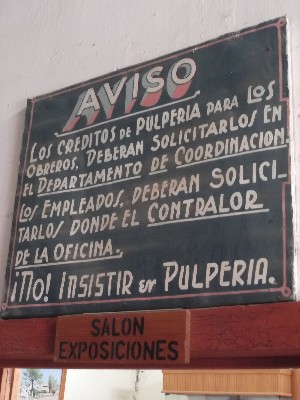 AVISO
LOS CREDITOS DE PULPERIA PARA LOS
OBREROS, DEBERAN SOLICITARLOS EN
EL DEPARTAMENTO DE COORDINACION.
LOS EMPLEADOS, DEBERAN SOLICI-
TARLOS DONDE EL CONTRALOR
DE LA OFICINA.
¡NO! INSISTIR EN PULPERIA.
SALON
EXPOSICIONES